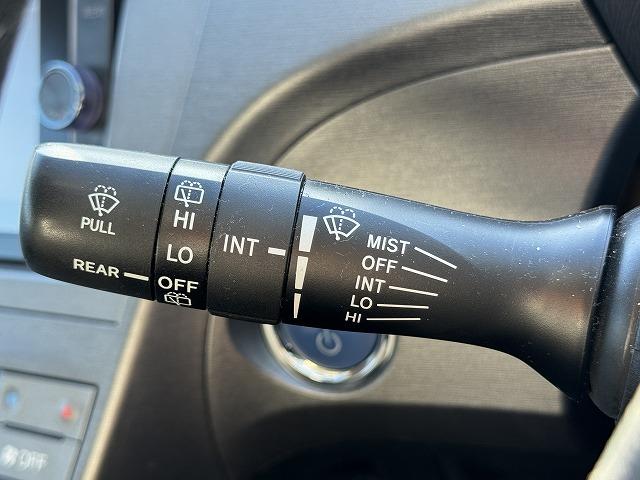 PULL
REAR
HI
LO
OFF
INT
MIST
OFF
INT
LO
HI
OFF